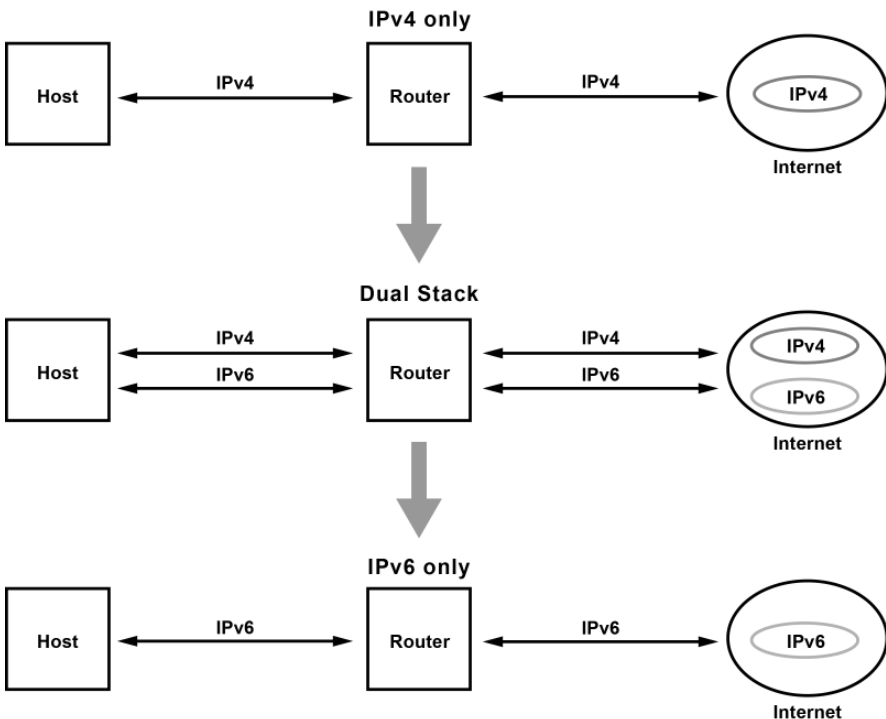 IPv4 only
Host
IPv4
Router
IPv4
IPv4
Internet
Dual Stack
Host
IPv4
IPv6
Router
IPv4
IPv6
IPv4
IPv6
Internet
IPv6 only
Host
IPv6
Router
IPv6
IPv6
Internet